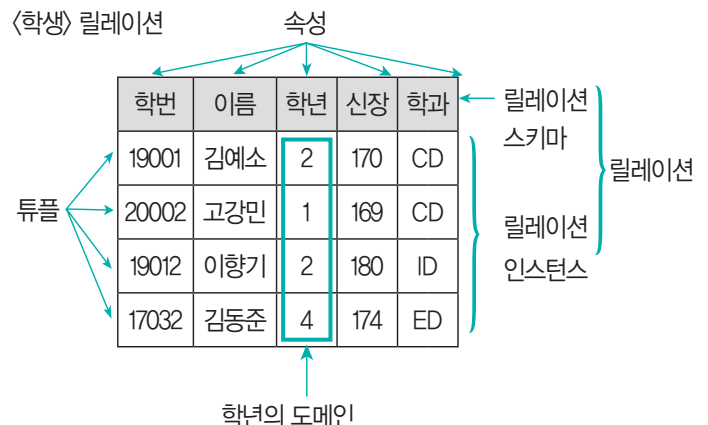 〈학생〉 릴레이션
속성
학번 이름 학년 신장 학과
릴레이션
스키마
19001 김예소 2 170 CD
릴레이션
튜플
20002 고강민 1 169 CD
릴레이션
인스턴스
19012 이향기 2 180 ID
17032 김동준 4 174 ED
학년의 도메인